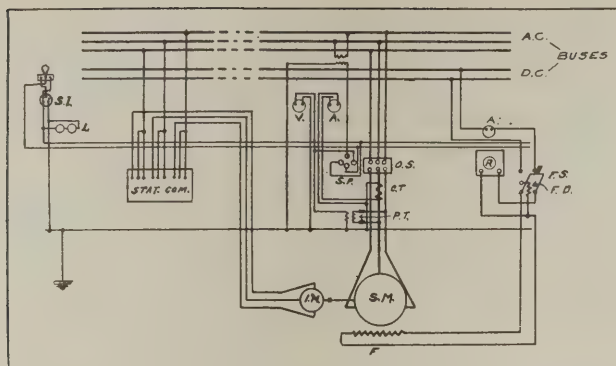 A.C.
BUSES
D.C.
S.I.
L
V.
A.
A.
O.S.
S.P.
C.T
R
F.S.
F.D.
STAT. COM.
P.T.
I.M.
S.M.
F